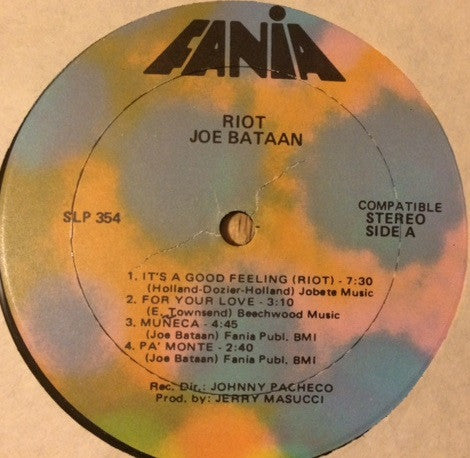 FANIA
RIOT
JOE BATAAN
SLP 354
COMPATIBLE
STEREO
SIDE A
1. IT'S A GOOD FEELING (RIOT) - 7:30
(Holland-Dozier-Holland) Jobete Music
2. FOR YOUR LOVE - 3:10
(E. Townsend) Beechwood Music
3. MUÑECA - 4:45
(Joe Bataan) Fania Publ. BMI
4. PA' MONTE - 2:40
(Joe Bataan) Fania Publ. BMI
Rec. Dir.: JOHNNY PACHECO
Prod. by: JERRY MASUCCI